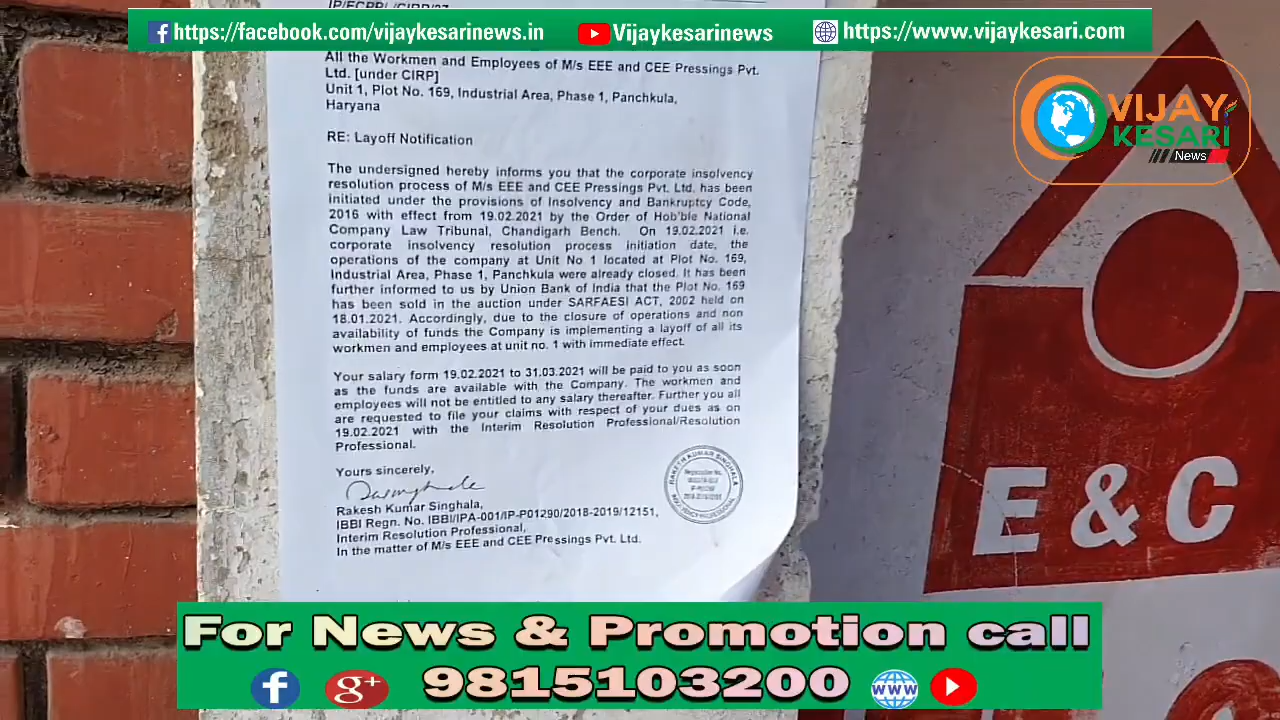 https://facebook.com/vijaykesarinews.in
Vijaykesarinews
https://www.vijaykesari.com
VIJAY
KESARI
News
All the Workmen and Employees of M/s EEE and CEE Pressings Pvt.
Ltd. [under CIRP]
Unit 1, Plot No. 169, Industrial Area, Phase 1, Panchkula,
Haryana
RE: Layoff Notification
The undersigned hereby informs you that the corporate insolvency
resolution process of M/s EEE and CEE Pressings Pvt. Ltd. has been
initiated under the provisions of Insolvency and Bankruptcy Code,
2016 with effect from 19.02.2021 by the Order of Hob'ble National
Company Law Tribunal, Chandigarh Bench. On 19.02.2021 i.e.
corporate insolvency resolution process initiation date, the
operations of the company at Unit No 1 located at Plot No. 169,
Industrial Area, Phase 1, Panchkula were already closed. It has been
further informed to us by Union Bank of India that the Plot No. 169
has been sold in the auction under SARFAESI ACT, 2002 held on
18.01.2021. Accordingly, due to the closure of operations and non
availability of funds the Company is implementing a layoff of all its
workmen and employees at unit no. 1 with immediate effect.
Your salary form 19.02.2021 to 31.03.2021 will be paid to you as soon
as the funds are available with the Company. The workmen and
employees will not be entitled to any salary thereafter. Further you all
are requested to file your claims with respect of your dues as on
19.02.2021 with the Interim Resolution Professional/Resolution
Professional.
Yours sincerely,
Rakesh Kumar Singhala,
IBBI Regn. No. IBBI/IPA-001/IP-P01290/2018-2019/12151,
Interim Resolution Professional,
In the matter of M/s EEE and CEE Pressings Pvt. Ltd.
RAKESH KUMAR SINGHALA
E & C
For News & Promotion call
9815103200
www